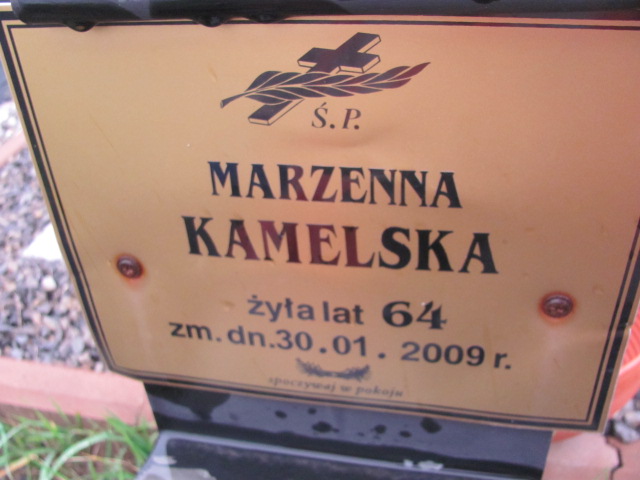 Ś.P.
MARZENNA
KAMELSKA
żyła lat 64
zm. dn. 30.01.2009 r.
spoczywaj w pokoju